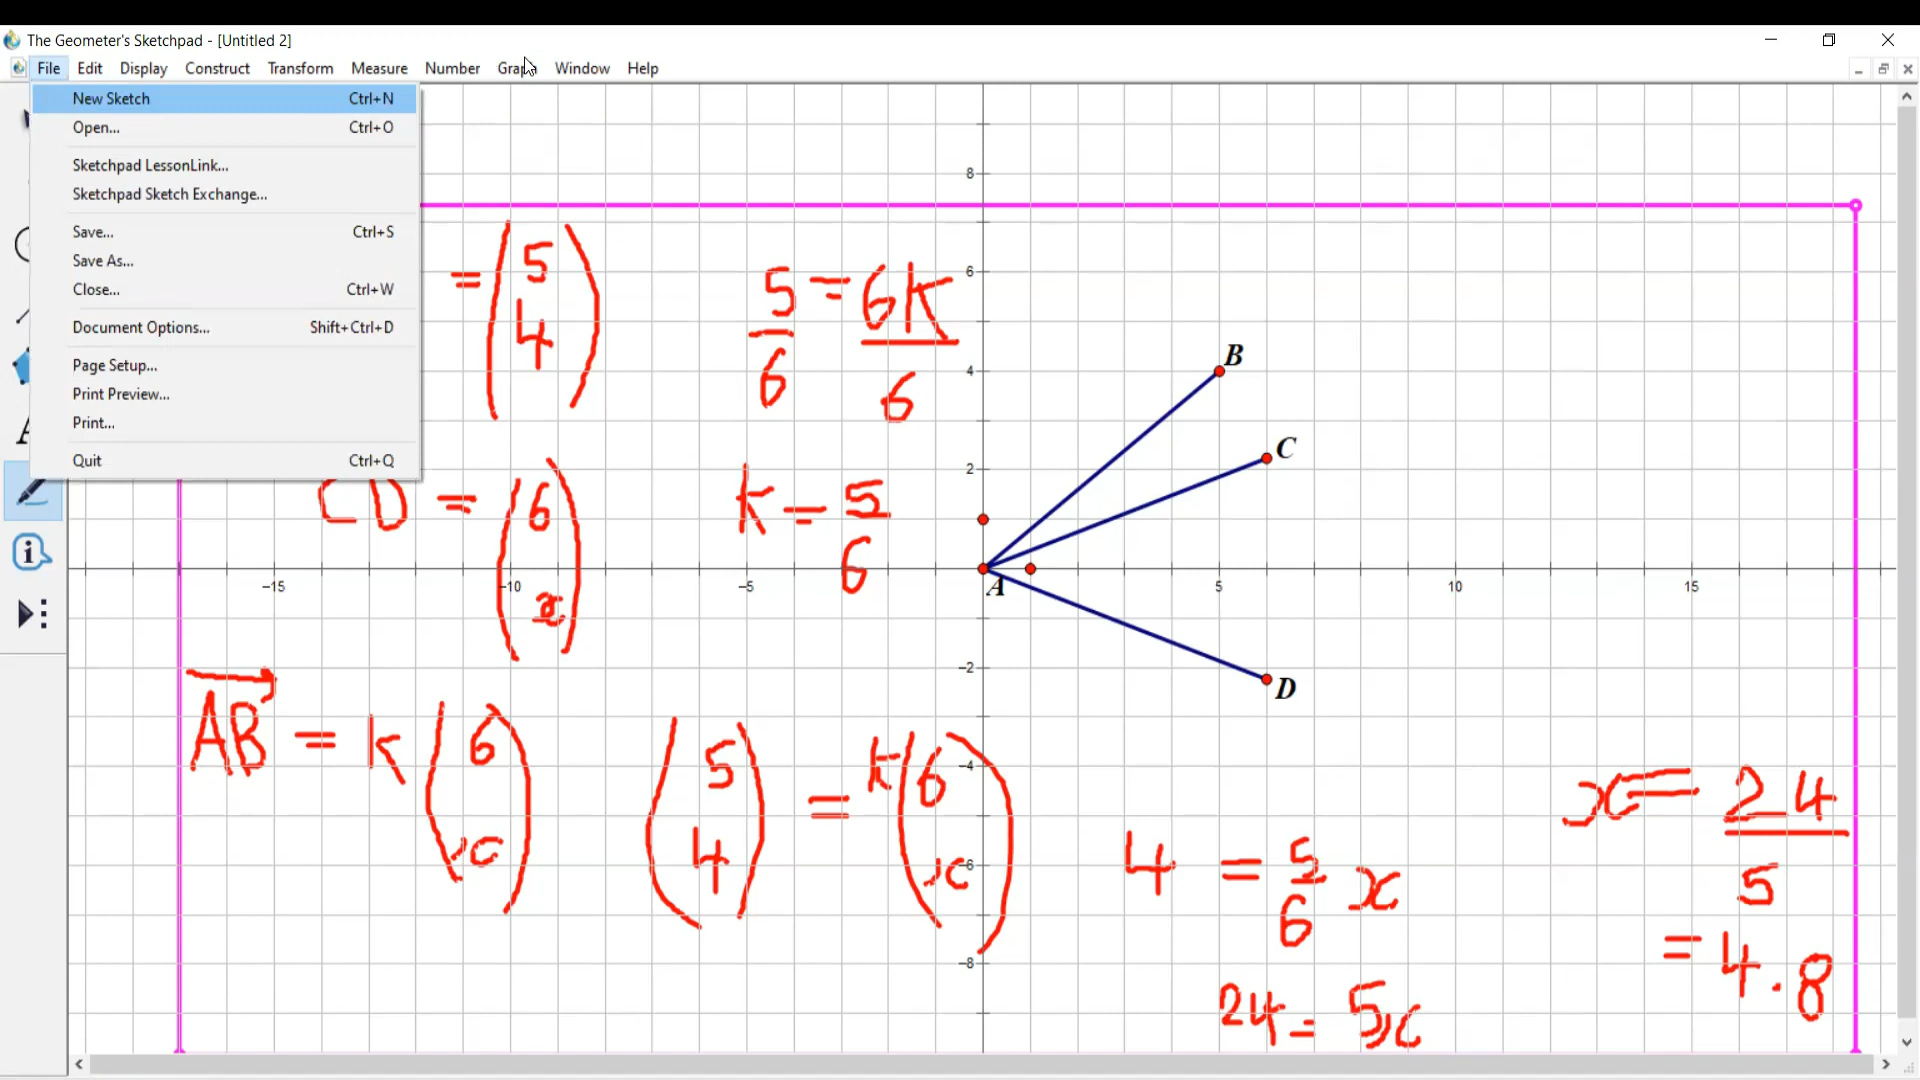 The Geometer's Sketchpad - [Untitled 2]
File Edit Display Construct Transform Measure Number Graph Window Help
New Sketch Ctrl+N
Open... Ctrl+O
Sketchpad LessonLink...
Sketchpad Sketch Exchange...
Save... Ctrl+S
Save As...
Close... Ctrl+W
Document Options... Shift+Ctrl+D
Page Setup...
Print Preview...
Print...
Quit Ctrl+Q
= (5
4)
5 = 6k
6 6
CD = (6
x)
k = 5
6
AB = k (6
x)
(5
4) = k (6
x)
4 = 5/6 x
24 = 5x
x = 24
5
= 4.8
8
6
4
2
-2
-4
-6
-8
-15 -10 -5 5 10 15
B
C
A
D